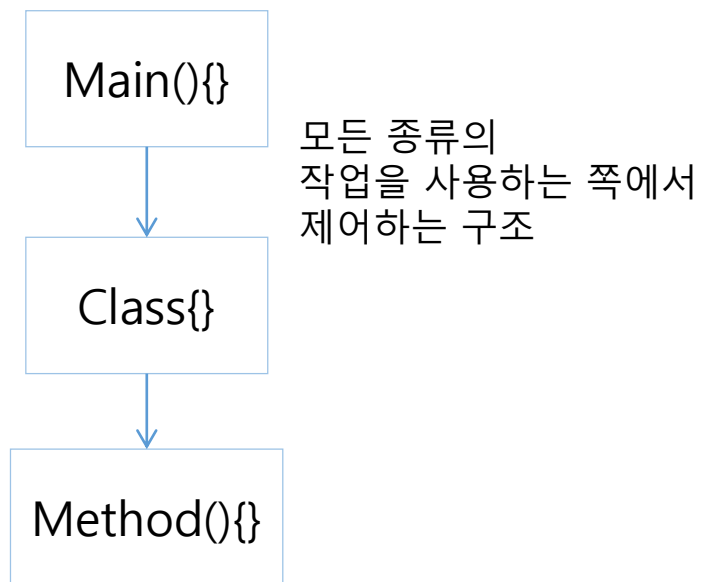 Main(){}
모든 종류의
작업을 사용하는 쪽에서
제어하는 구조
Class{}
Method(){}